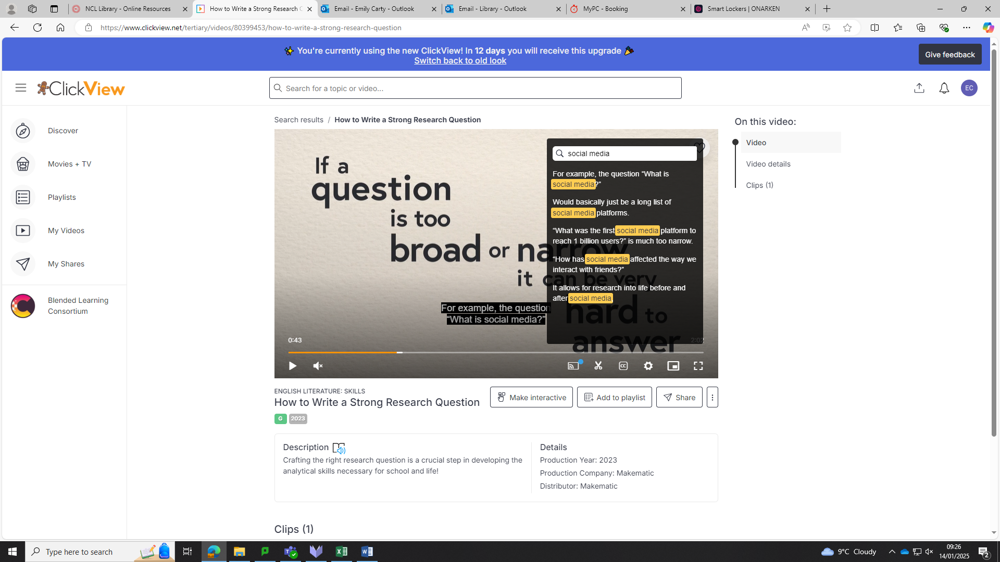 NCL Library - Online Resources
How to Write a Strong Research C
Email - Emily Carty - Outlook
Email - Library - Outlook
MyPC - Booking
Smart Lockers | ONARKEN
https://www.clickview.net/tertiary/videos/80399453/how-to-write-a-strong-research-question
✨ You're currently using the new ClickView! In 12 days you will receive this upgrade 🎉
Switch back to old look
Give feedback
ClickView
Search for a topic or video...
EC
Discover
Movies + TV
Playlists
My Videos
My Shares
Blended Learning
Consortium
Search results / How to Write a Strong Research Question
If a
question
is too
broad or narrow
it can be very
hard to
answer
social media
For example, the question “What is
social media?”
Would basically just be a long list of
social media platforms.
“What was the first social media platform to
reach 1 billion users?” is much too narrow.
“How has social media affected the way we
interact with friends?”
It allows for research into life before and
after social media
For example, the question
“What is social media?”
0:43
2:02
CC
On this video:
Video
Video details
Clips (1)
ENGLISH LITERATURE: SKILLS
How to Write a Strong Research Question
Make interactive
Add to playlist
Share
G 2023
Description
Crafting the right research question is a crucial step in developing the
analytical skills necessary for school and life!
Details
Production Year: 2023
Production Company: Makematic
Distributor: Makematic
Clips (1)
Type here to search
9°C Cloudy
09:26
14/01/2025
2